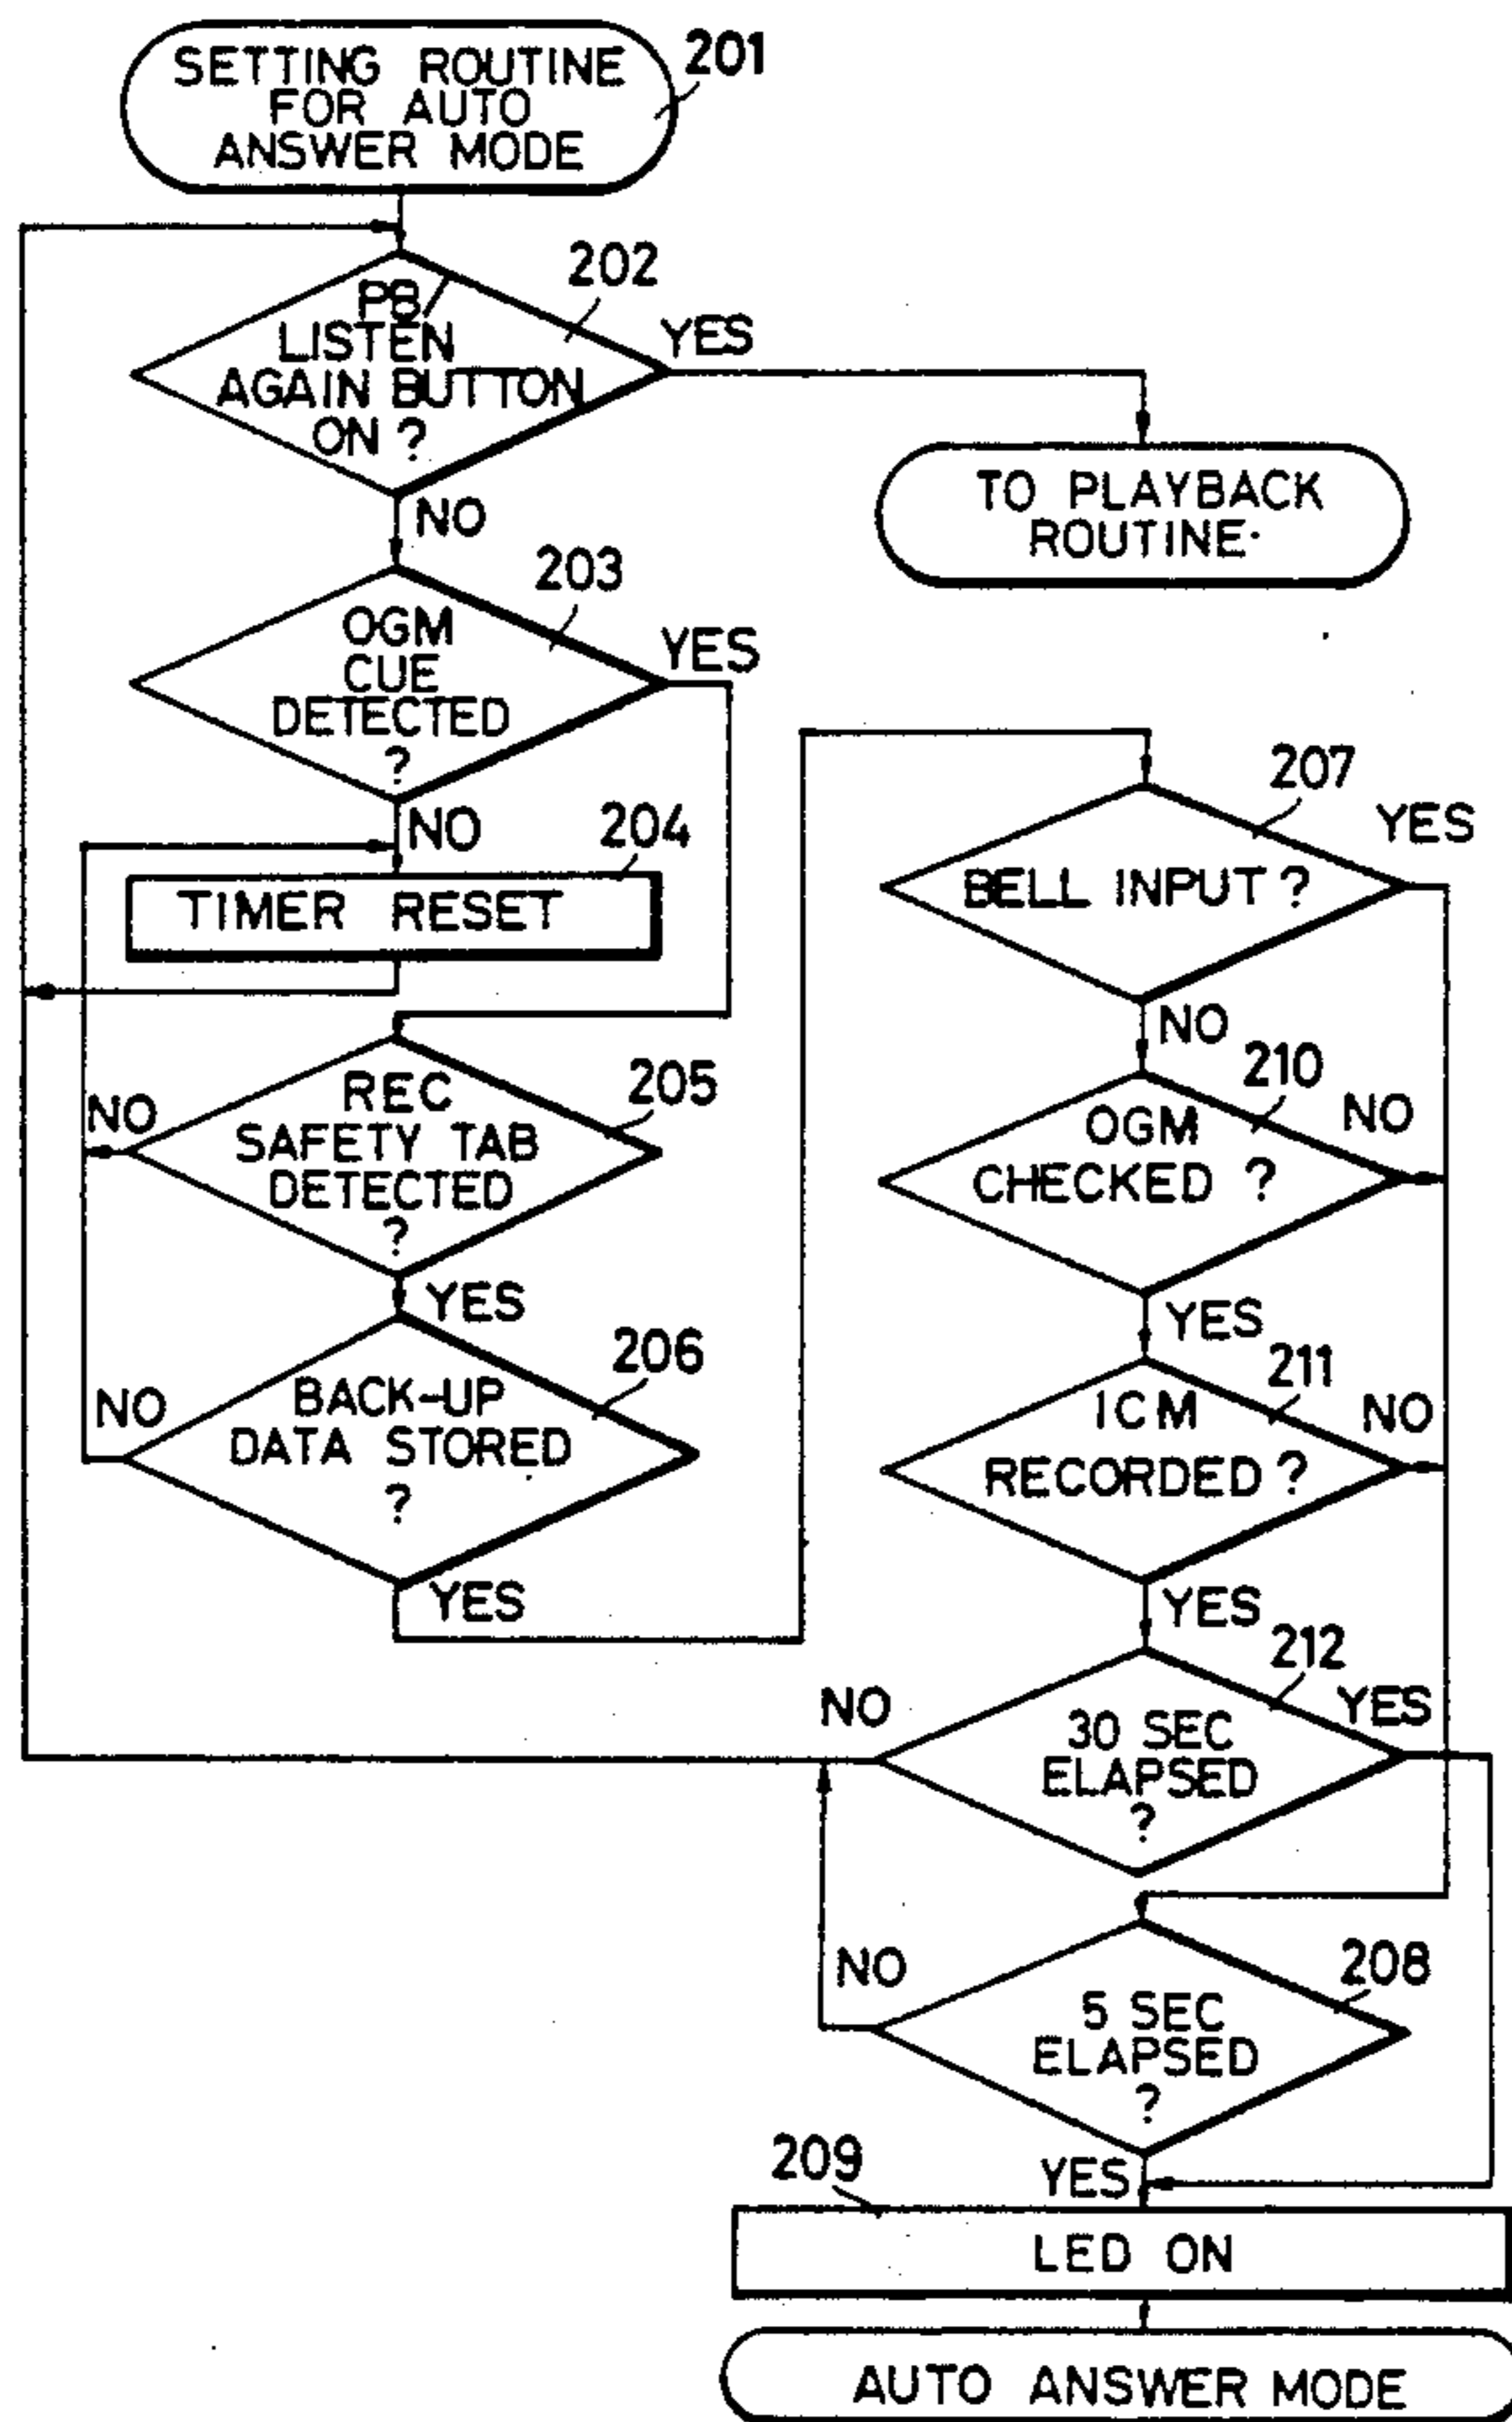 SETTING ROUTINE
FOR AUTO
ANSWER MODE
201
PB/
LISTEN
AGAIN BUTTON
ON ?
202
YES
NO
TO PLAYBACK
ROUTINE
OGM
CUE
DETECTED
?
203
YES
NO
TIMER RESET
204
REC
SAFETY TAB
DETECTED
?
205
NO
YES
BACK-UP
DATA STORED
?
206
NO
YES
BELL INPUT ?
207
YES
NO
OGM
CHECKED ?
210
NO
YES
ICM
RECORDED ?
211
NO
YES
30 SEC
ELAPSED
?
212
NO
YES
5 SEC
ELAPSED
?
208
NO
YES
209
LED ON
AUTO ANSWER MODE